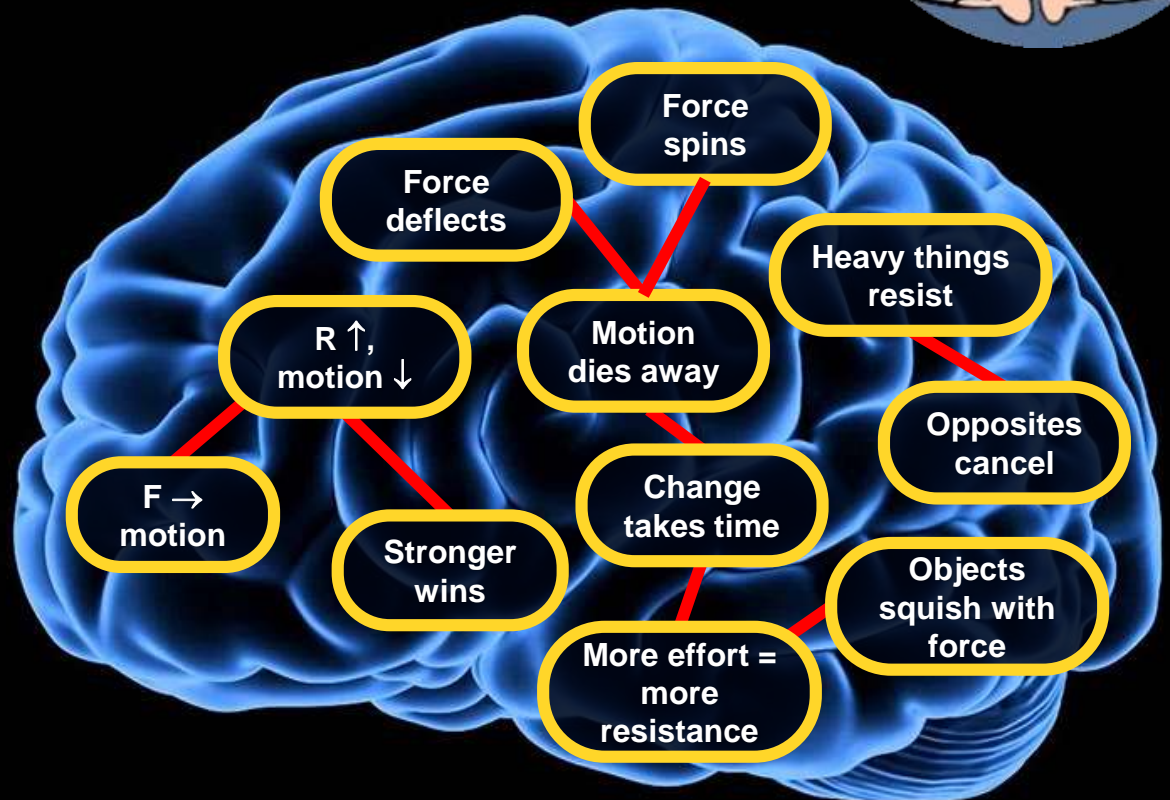 Force
spins
Force
deflects
Heavy things
resist
R ↑,
motion ↓
Motion
dies away
Opposites
cancel
F →
motion
Change
takes time
Stronger
wins
Objects
squish with
force
More effort =
more
resistance